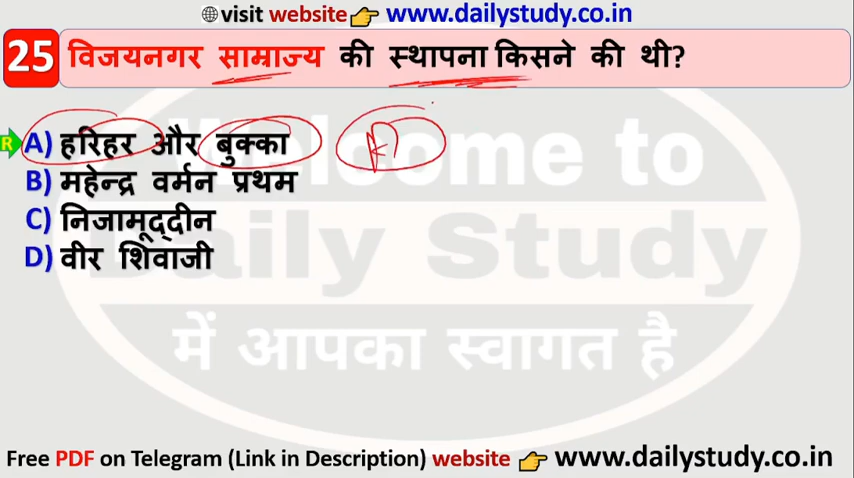 visit website www.dailystudy.co.in
25 विजयनगर साम्राज्य की स्थापना किसने की थी?
R A) हरिहर और बुक्का
B) महेन्द्र वर्मन प्रथम
C) निजामूद्दीन
D) वीर शिवाजी
Welcome to
Daily Study
में आपका स्वागत है
Free PDF on Telegram (Link in Description) website www.dailystudy.co.in